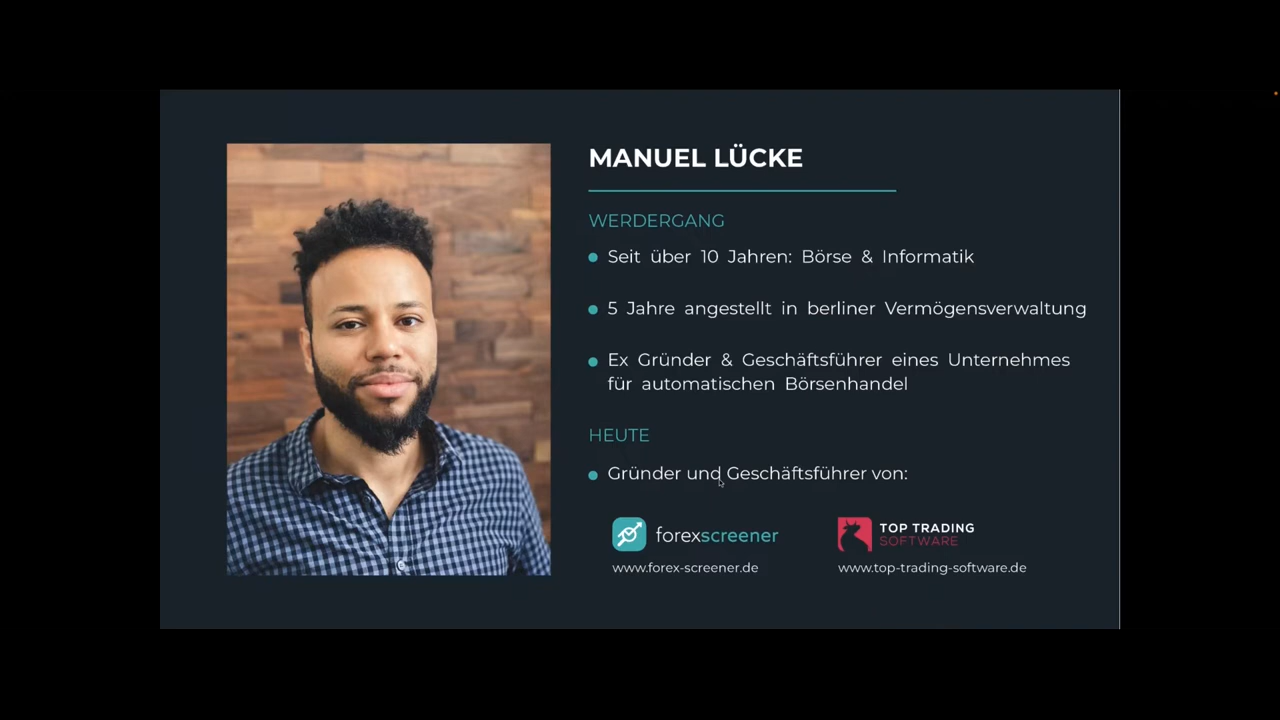 MANUEL LÜCKE
WERDERGANG
Seit über 10 Jahren: Börse & Informatik
5 Jahre angestellt in berliner Vermögensverwaltung
Ex Gründer & Geschäftsführer eines Unternehmes
für automatischen Börsenhandel
HEUTE
Gründer und Geschäftsführer von:
forexscreener
www.forex-screener.de
TOP TRADING
SOFTWARE
www.top-trading-software.de